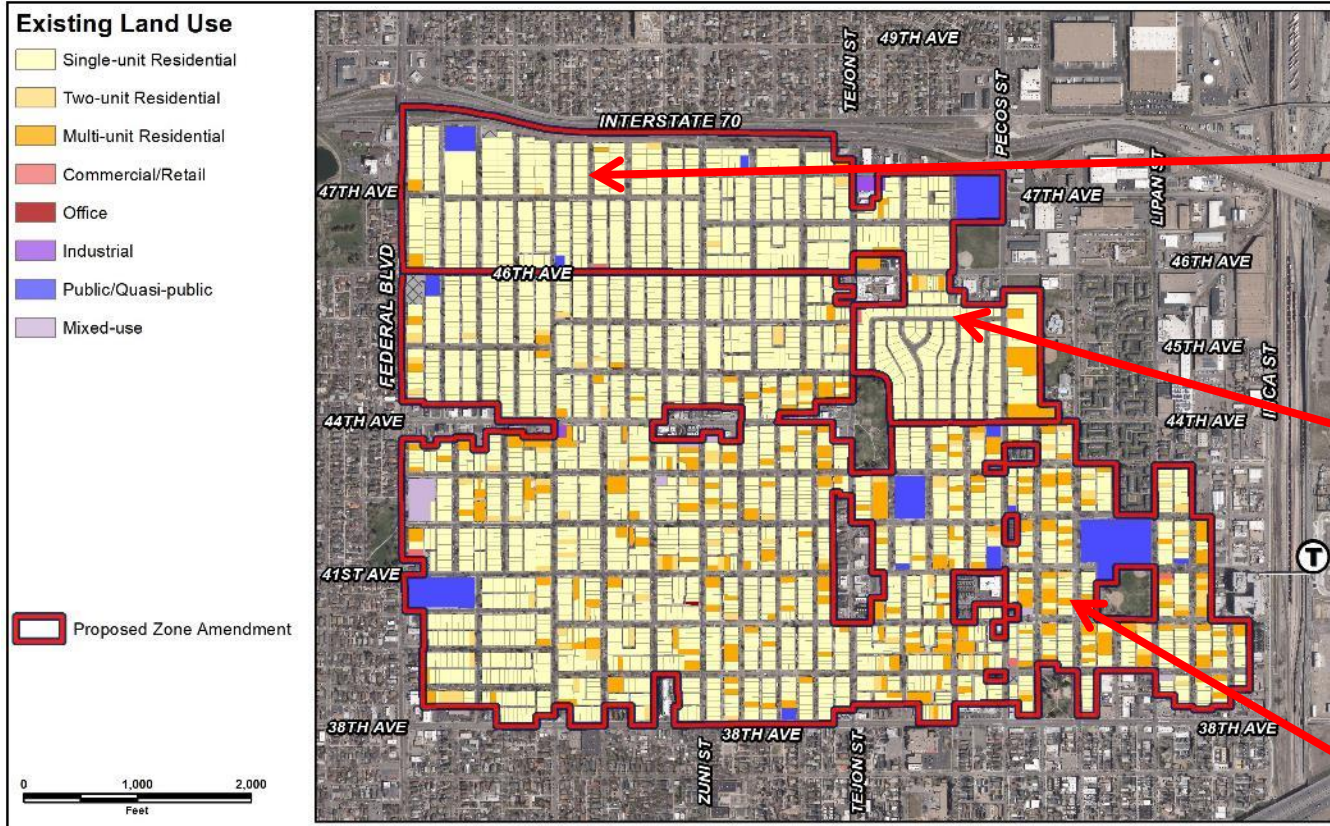 Existing Land Use
Single-unit Residential
Two-unit Residential
Multi-unit Residential
Commercial/Retail
Office
Industrial
Public/Quasi-public
Mixed-use
Proposed Zone Amendment
0 1,000 2,000
Feet
49TH AVE
TEJON ST
PECOS ST
INTERSTATE 70
LIPAN ST
47TH AVE
47TH AVE
46TH AVE
46TH AVE
FEDERAL BLVD
45TH AVE
INCA ST
44TH AVE
44TH AVE
41ST AVE
T
38TH AVE
38TH AVE
38TH AVE
ZUNI ST
TEJON ST